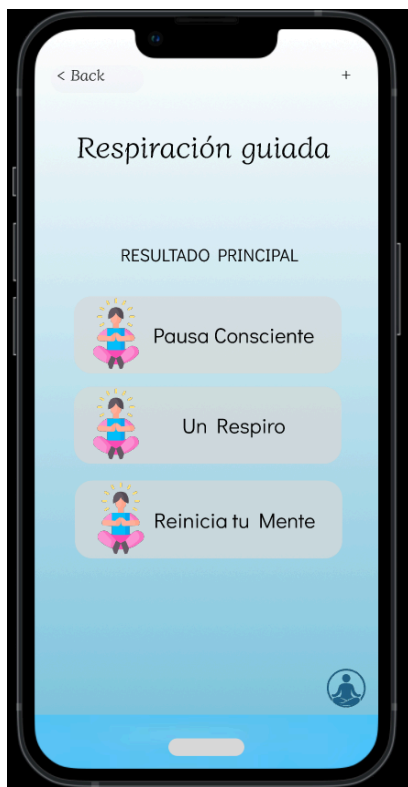 < Back
+
Respiración guiada
RESULTADO PRINCIPAL
Pausa Consciente
Un Respiro
Reinicia tu Mente